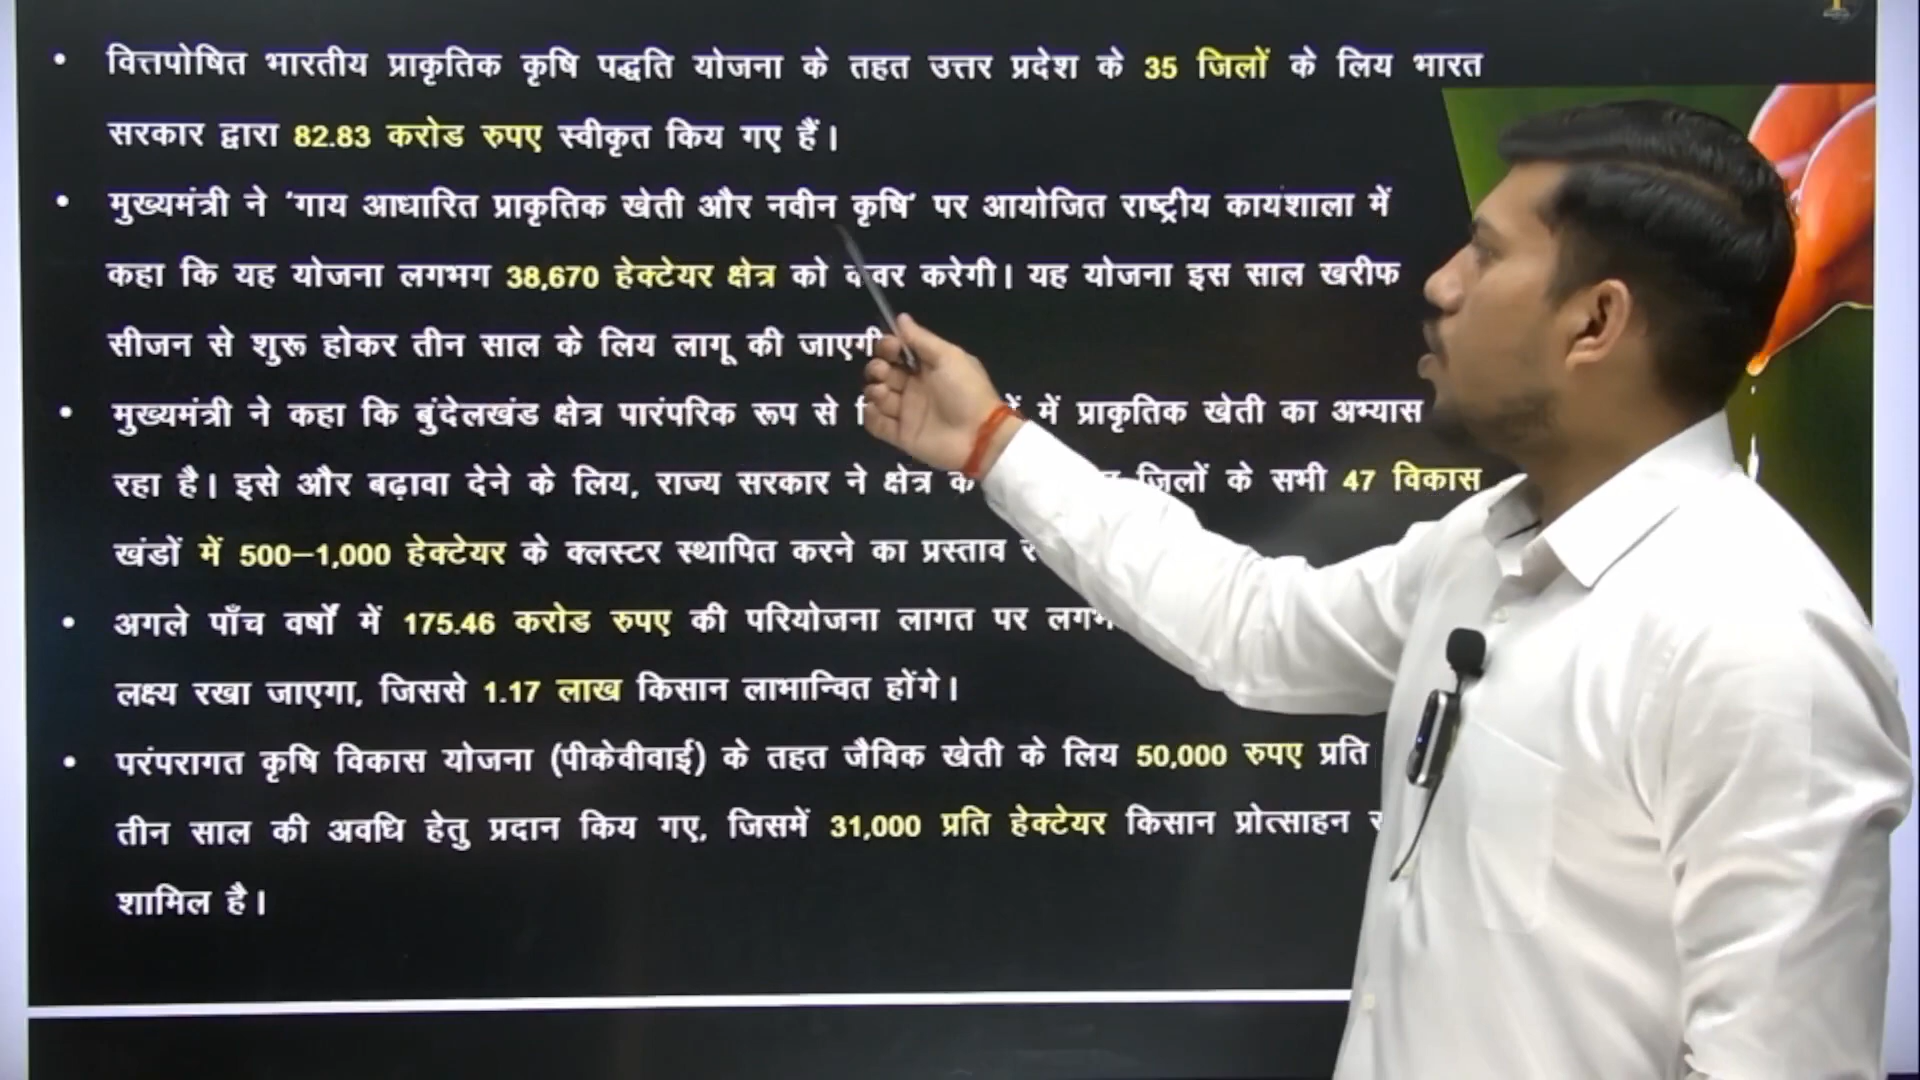 • वित्तपोषित भारतीय प्राकृतिक कृषि पद्धति योजना के तहत उत्तर प्रदेश के 35 जिलों के लिय भारत
सरकार द्वारा 82.83 करोड रुपए स्वीकृत किय गए हैं।
• मुख्यमंत्री ने 'गाय आधारित प्राकृतिक खेती और नवीन कृषि' पर आयोजित राष्ट्रीय कायंशाला में
कहा कि यह योजना लगभग 38,670 हेक्टेयर क्षेत्र को कवर करेगी। यह योजना इस साल खरीफ
सीजन से शुरू होकर तीन साल के लिय लागू की जाएगी
• मुख्यमंत्री ने कहा कि बुंदेलखंड क्षेत्र पारंपरिक रूप से में प्राकृतिक खेती का अभ्यास
रहा है। इसे और बढ़ावा देने के लिय, राज्य सरकार ने क्षेत्र जिलों के सभी 47 विकास
खंडों में 500–1,000 हेक्टेयर के क्लस्टर स्थापित करने का प्रस्ताव
• अगले पाँच वर्षों में 175.46 करोड रुपए की परियोजना लागत पर
लक्ष्य रखा जाएगा, जिससे 1.17 लाख किसान लाभान्वित होंगे।
• परंपरागत कृषि विकास योजना (पीकेवीवाई) के तहत जैविक खेती के लिय 50,000 रुपए प्रति
तीन साल की अवधि हेतु प्रदान किय गए, जिसमें 31,000 प्रति हेक्टेयर किसान प्रोत्साहन
शामिल है।